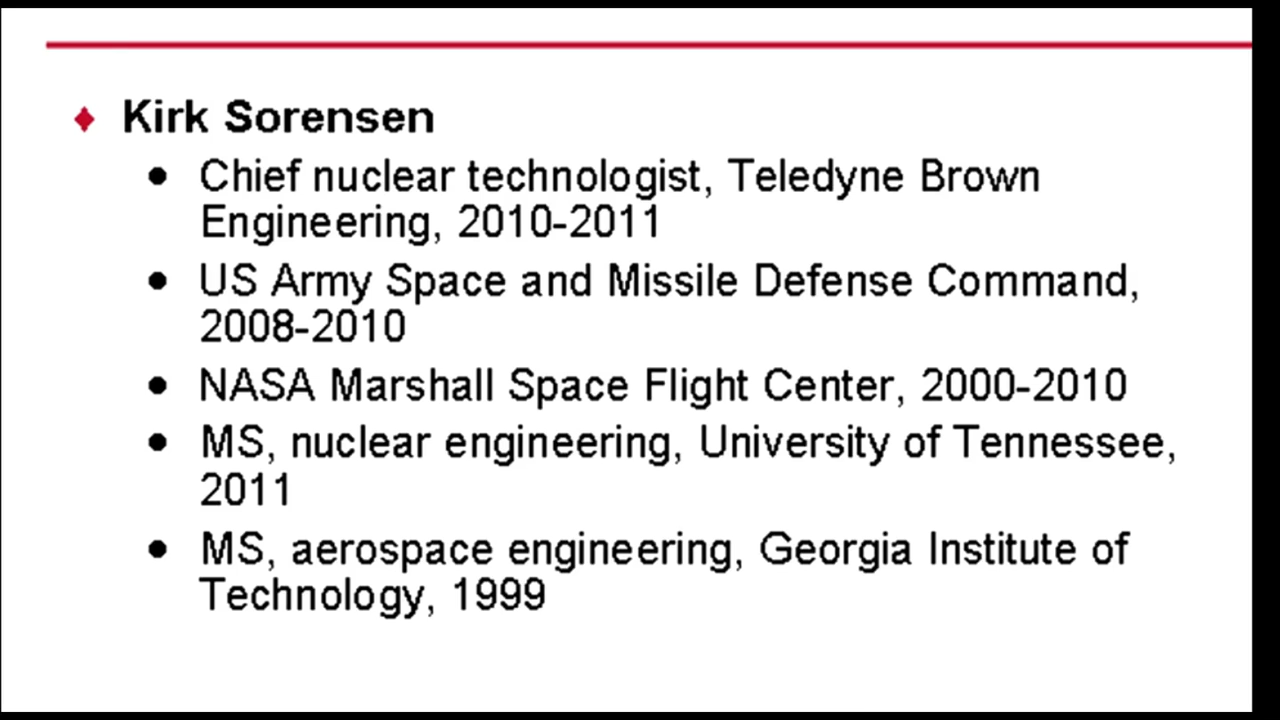 Kirk Sorensen
Chief nuclear technologist, Teledyne Brown
Engineering, 2010-2011
US Army Space and Missile Defense Command,
2008-2010
NASA Marshall Space Flight Center, 2000-2010
MS, nuclear engineering, University of Tennessee,
2011
MS, aerospace engineering, Georgia Institute of
Technology, 1999